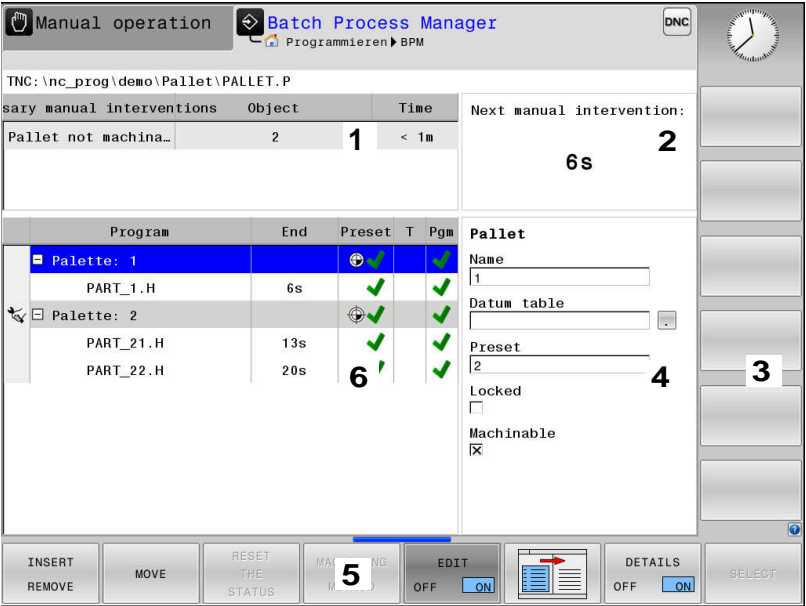 Manual operation
Batch Process Manager
DNC
Programmieren BPM
TNC:\nc_prog\demo\Pallet\PALLET.P
sary manual interventions Object Time
Pallet not machina… 2 < 1m
1
Next manual intervention:
2
6s
Program End Preset T Pgm
Palette: 1
PART_1.H 6s
Palette: 2
PART_21.H 13s
PART_22.H 20s
6
Pallet
Name
1
Datum table
.
Preset
2
4
Locked
Machinable
3
INSERT
REMOVE
MOVE
RESET
THE
STATUS
5
EDIT
OFF ON
DETAILS
OFF ON
SELECT